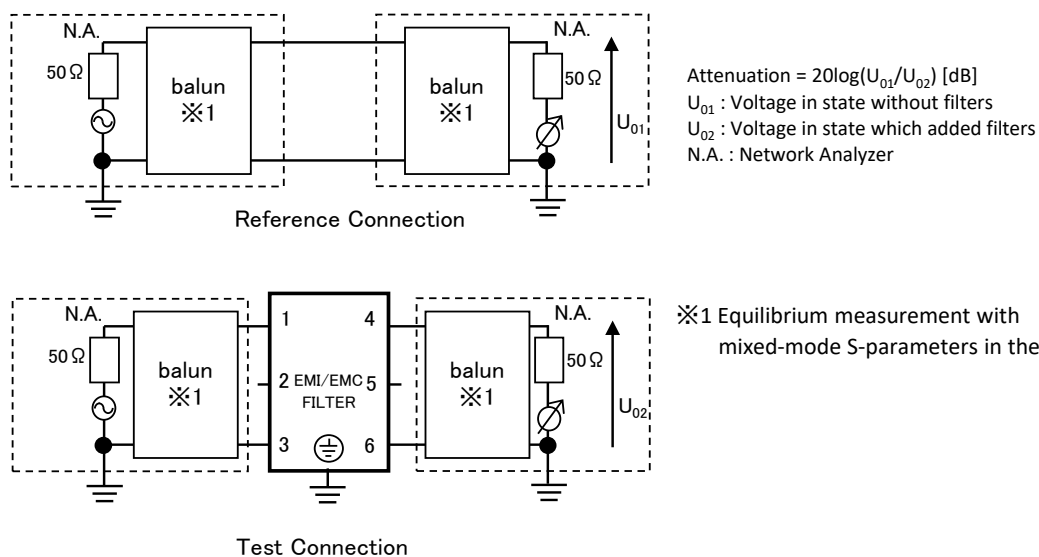 N.A.
50Ω
balun
※1
balun
※1
N.A.
50Ω
U01
Reference Connection
Attenuation = 20log(U01/U02) [dB]
U01 : Voltage in state without filters
U02 : Voltage in state which added filters
N.A. : Network Analyzer
N.A.
50Ω
balun
※1
1 4
2 EMI/EMC 5
FILTER
3 6
balun
※1
N.A.
50Ω
U02
Test Connection
※1 Equilibrium measurement with
mixed-mode S-parameters in the